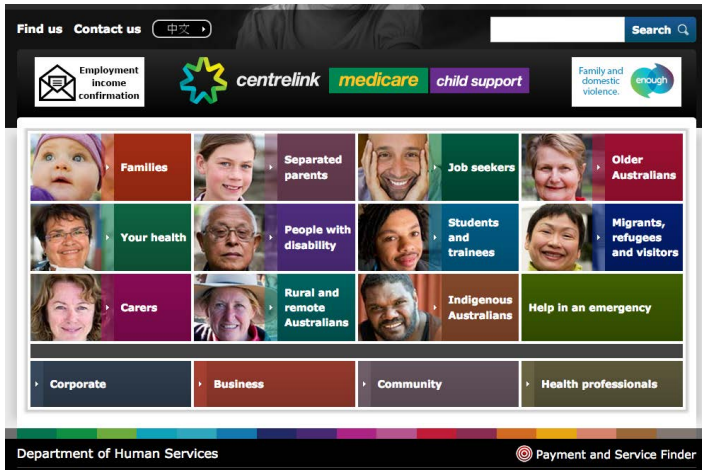 Find us Contact us 中文 Search
Employment
income
confirmation
centrelink medicare child support
Family and
domestic
violence.
enough
Families
Separated
parents
Job seekers
Older
Australians
Your health
People with
disability
Students
and
trainees
Migrants,
refugees
and visitors
Carers
Rural and
remote
Australians
Indigenous
Australians
Help in an emergency
Corporate
Business
Community
Health professionals
Department of Human Services
Payment and Service Finder